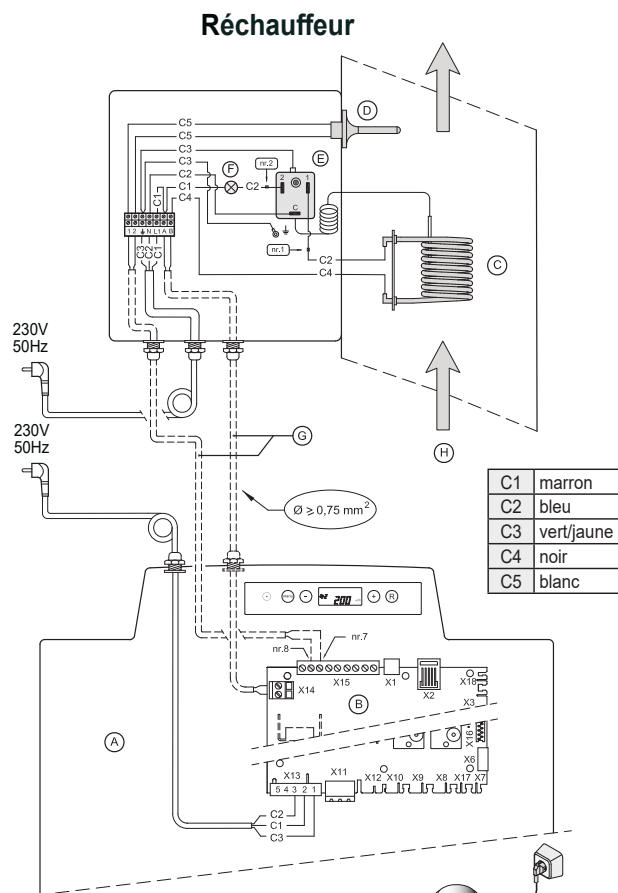 Réchauffeur
C5
C5
C3
C3
C2
C1
C4
C1
F
C2
nr.2
E
D
2
1
C
nr.1
C2
C4
C
1 2 N L1 A B
C3
C2
C1
230V
50Hz
230V
50Hz
G
H
Ø ≥ 0,75 mm²
C1 marron
C2 bleu
C3 vert/jaune
C4 noir
C5 blanc
MENU
200
R
nr.8
nr.7
X14
X15
X1
X2
X18
X3
B
A
X16
X6
X13
X11
X12 X10 X9 X8 X17 X7
5 4 3 2 1
C2
C1
C3